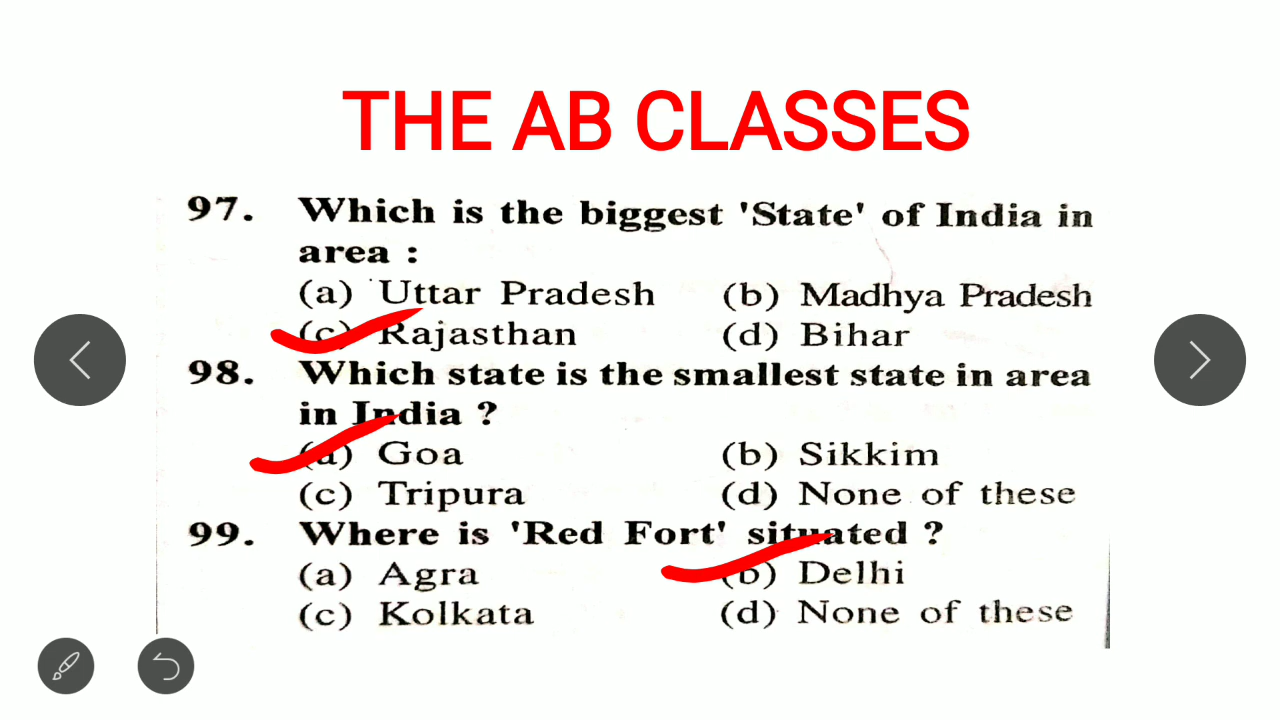 THE AB CLASSES
97. Which is the biggest 'State' of India in
area :
(a) Uttar Pradesh (b) Madhya Pradesh
(c) Rajasthan (d) Bihar
98. Which state is the smallest state in area
in India ?
(a) Goa (b) Sikkim
(c) Tripura (d) None of these
99. Where is 'Red Fort' situated ?
(a) Agra (b) Delhi
(c) Kolkata (d) None of these